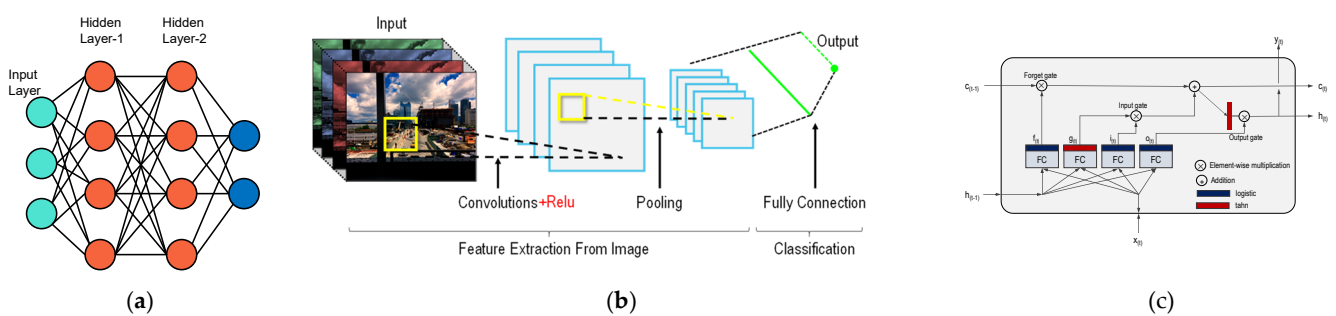 Hidden
Layer-1
Hidden
Layer-2
Input
Layer
(a)
Input
Output
Convolutions+Relu
Pooling
Fully Connection
Feature Extraction From Image
Classification
(b)
y(t)
Forget gate
c(t-1)
c(t)
Input gate
h(t)
Output gate
f(t)
g(t)
i(t)
o(t)
FC
FC
FC
FC
Element-wise multiplication
Addition
logistic
tahn
h(t-1)
x(t)
(c)